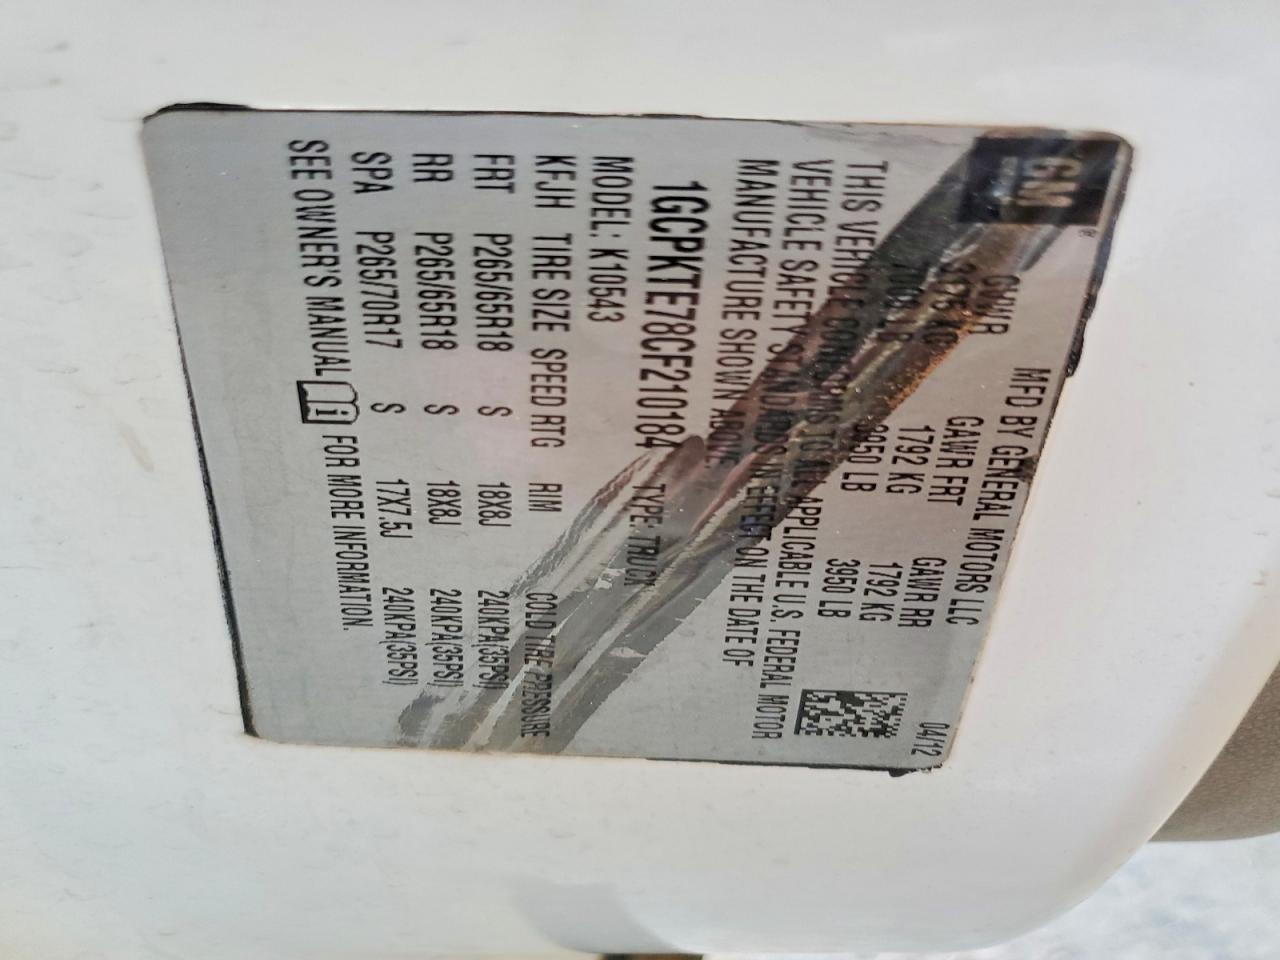 GM
MFD BY GENERAL MOTORS LLC 04/12
GVWR GAWR FRT GAWR RR
1792 KG 1792 KG
3950 LB 3950 LB
THIS VEHICLE CONFORMS TO ALL APPLICABLE U.S. FEDERAL MOTOR
VEHICLE SAFETY STANDARDS IN EFFECT ON THE DATE OF
MANUFACTURE SHOWN ABOVE.
1GCPKTE78CF210184 TYPE: TRUCK
MODEL: K10543
KFJH TIRE SIZE SPEED RTG RIM COLD TIRE PRESSURE
FRT P265/65R18 S 18X8J 240KPA(35PSI)
RR P265/65R18 S 18X8J 240KPA(35PSI)
SPA P265/70R17 S 17X7.5J 240KPA(35PSI)
SEE OWNER'S MANUAL i FOR MORE INFORMATION.